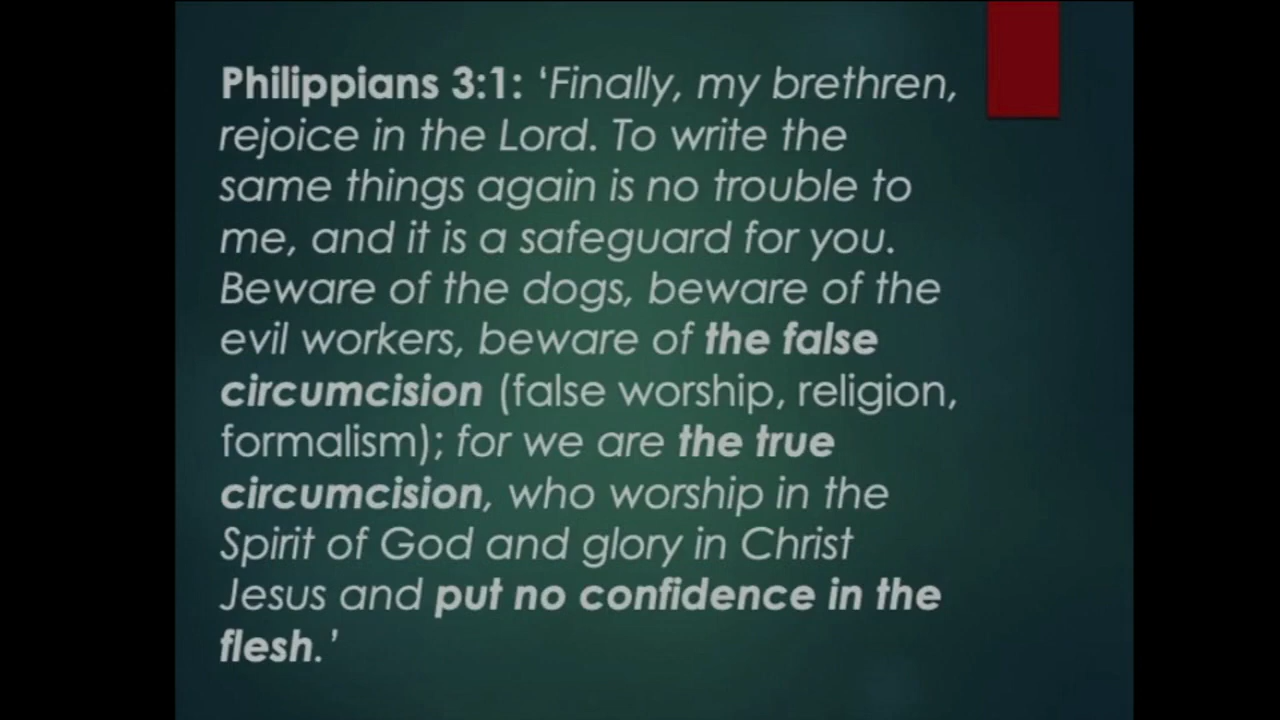 Philippians 3:1: ‘Finally, my brethren,
rejoice in the Lord. To write the
same things again is no trouble to
me, and it is a safeguard for you.
Beware of the dogs, beware of the
evil workers, beware of the false
circumcision (false worship, religion,
formalism); for we are the true
circumcision, who worship in the
Spirit of God and glory in Christ
Jesus and put no confidence in the
flesh.’